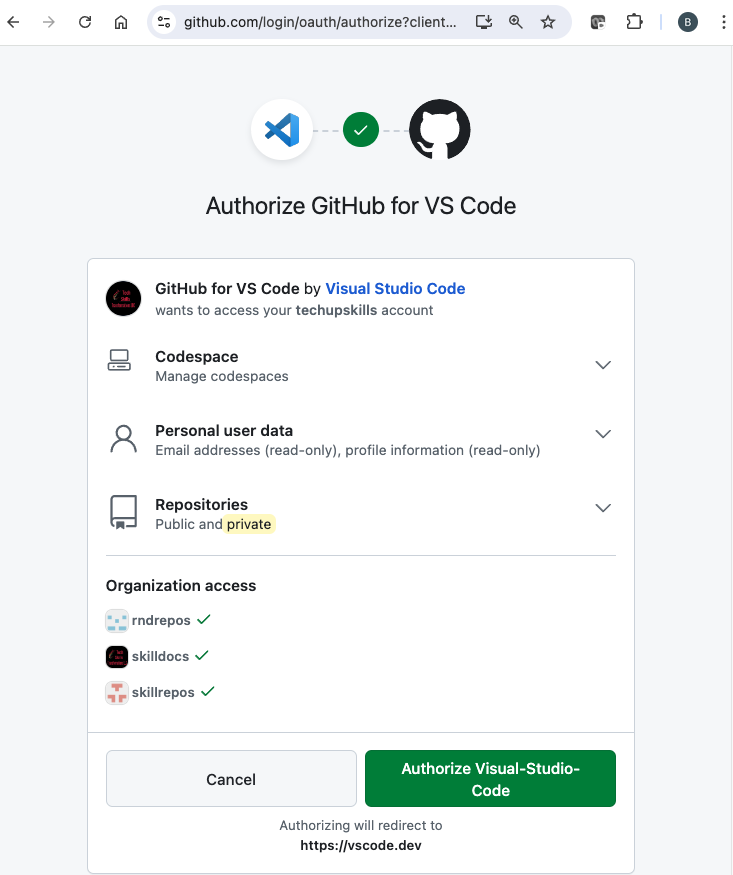 github.com/login/oauth/authorize?client...
B
Authorize GitHub for VS Code
GitHub for VS Code by Visual Studio Code
wants to access your techupskills account
Codespace
Manage codespaces
Personal user data
Email addresses (read-only), profile information (read-only)
Repositories
Public and private
Organization access
rndrepos
skilldocs
skillrepos
Cancel
Authorize Visual-Studio-
Code
Authorizing will redirect to
https://vscode.dev